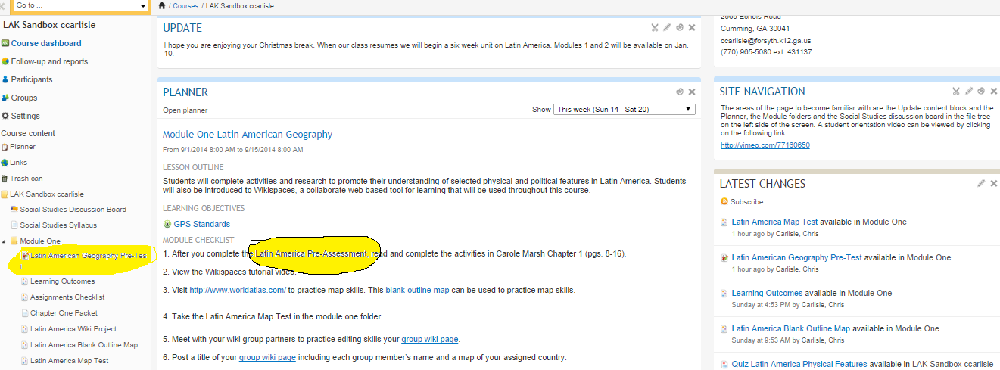 Go to ...
/ Courses / LAK Sandbox ccarlisle
LAK Sandbox ccarlisle
Course dashboard
Follow-up and reports
Participants
Groups
Settings
Course content
Planner
Links
Trash can
LAK Sandbox ccarlisle
Social Studies Discussion Board
Social Studies Syllabus
Module One
Latin American Geography Pre-Tes
t
Learning Outcomes
Assignments Checklist
Chapter One Packet
Latin America Wiki Project
Latin America Blank Outline Map
Latin America Map Test
UPDATE
I hope you are enjoying your Christmas break. When our class resumes we will begin a six week unit on Latin America. Modules 1 and 2 will be available on Jan.
10.
PLANNER
Open planner
Show This week (Sun 14 - Sat 20)
Module One Latin American Geography
From 9/1/2014 8:00 AM to 9/15/2014 8:00 AM
LESSON OUTLINE
Students will complete activities and research to promote their understanding of selected physical and political features in Latin America. Students
will also be introduced to Wikispaces, a collaborate web based tool for learning that will be used throughout this course.
LEARNING OBJECTIVES
GPS Standards
MODULE CHECKLIST
1. After you complete the Latin America Pre-Assessment, read and complete the activities in Carole Marsh Chapter 1 (pgs. 8-16).
2. View the Wikispaces tutorial video.
3. Visit http://www.worldatlas.com/ to practice map skills. This blank outline map can be used to practice map skills.
4. Take the Latin America Map Test in the module one folder.
5. Meet with your wiki group partners to practice editing skills your group wiki page.
6. Post a title of your group wiki page including each group member's name and a map of your assigned country.
2565 Echols Road
Cumming, GA 30041
ccarlisle@forsyth.k12.ga.us
(770) 965-5080 ext. 431137
SITE NAVIGATION
The areas of the page to become familiar with are the Update content block and the
Planner, the Module folders and the Social Studies discussion board in the file tree
on the left side of the screen. A student orientation video can be viewed by clicking
on the following link:
http://vimeo.com/77160650
LATEST CHANGES
Subscribe
Latin America Map Test available in Module One
1 hour ago by Carlisle, Chris
Latin American Geography Pre-Test available in Module One
1 hour ago by Carlisle, Chris
Learning Outcomes available in Module One
Sunday at 4:53 PM by Carlisle, Chris
Latin America Blank Outline Map available in Module One
Sunday at 9:53 AM by Carlisle, Chris
Quiz Latin America Physical Features available in LAK Sandbox ccarlisle